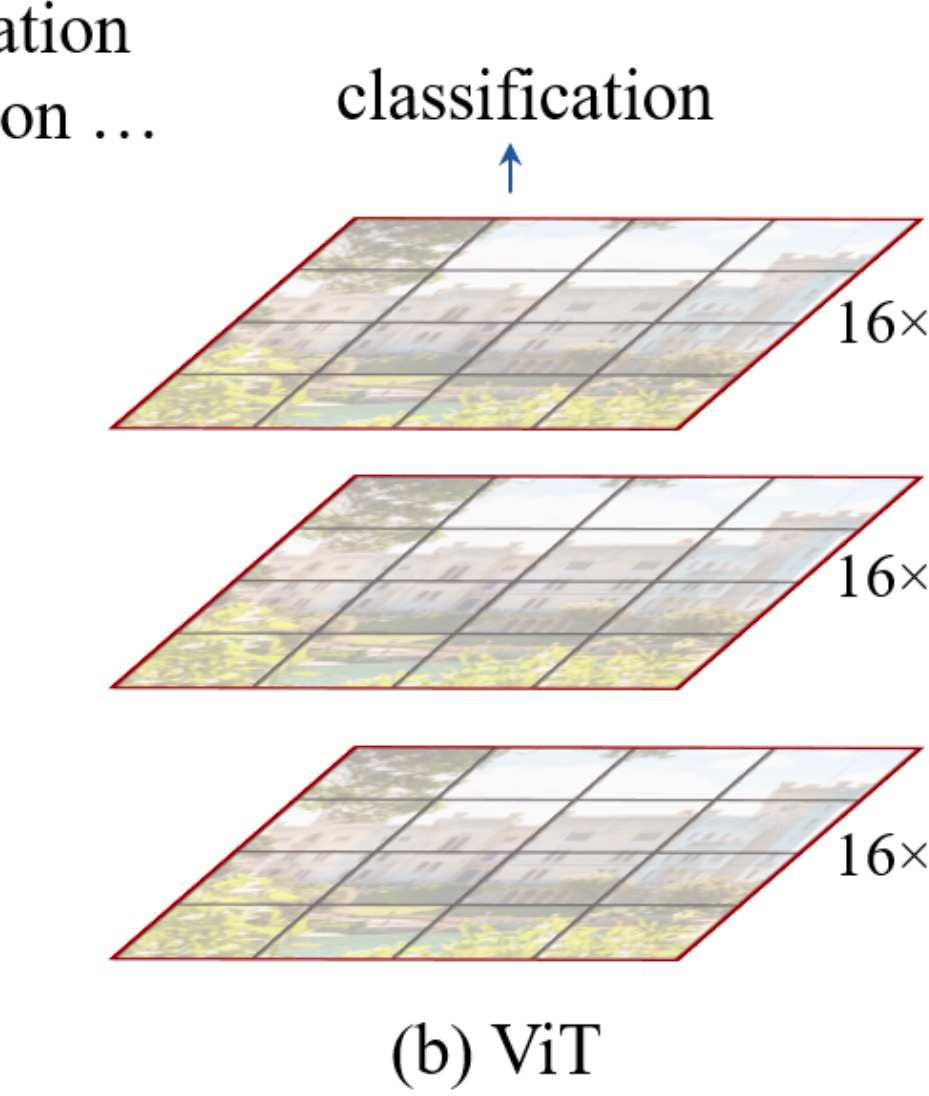 ation
on …
classification
16×
16×
16×
(b) ViT